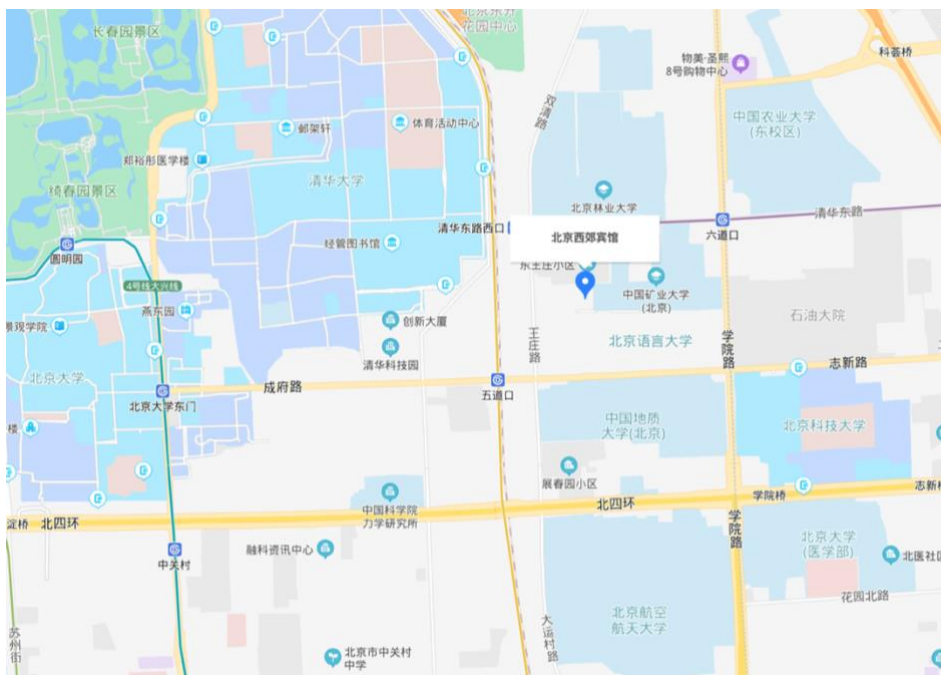 长春园景区
北京东升
花园中心
科荟桥
物美·圣熙
8号购物中心
双清路
郦架轩
体育活动中心
中国农业大学
(东校区)
郑裕彤医学楼
清华大学
绮春园景区
北京林业大学
清华东路
清华东路西口
六道口
北京西郊宾馆
经管图书馆
圆明园
东王庄小区
中国矿业大学
(北京)
4号线大兴线
燕东园
景观学院
创新大厦
石油大院
王庄路
北京语言大学
学院路
清华科技园
志新路
北京大学
成府路
北京大学东门
五道口
中国地质
大学(北京)
北京科技大学
楼
展春园小区
志新桥
学院桥
中国科学院
力学研究所
北四环
北四环
淀桥
学院路
北京大学
(医学部)
融科资讯中心
中关村
北医社区
花园北路
苏州街
北京航空
航天大学
大运村路
北京市中关村
中学